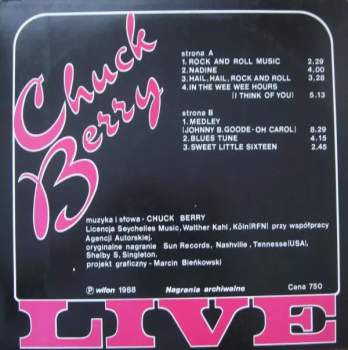 Chuck
Berry
strona A
1. ROCK AND ROLL MUSIC 2.29
2. NADINE 4.00
3. HAIL, HAIL, ROCK AND ROLL 3.28
4. IN THE WEE WEE HOURS
(I THINK OF YOU) 5.13
strona B
1. MEDLEY
(JOHNNY B. GOODE - OH CAROL) 8.29
2. BLUES TUNE 4.15
3. SWEET LITTLE SIXTEEN 2,45
muzyka i słowa - CHUCK BERRY
Licencja Seychelles Music, Walther Kahl, Köln(RFN) przy współpracy
Agencji Autorskiej.
oryginalne nagranie Sun Records, Nashville, Tennesse(USA),
Shelby S, Singleton.
projekt graficzny - Marcin Bieńkowski
℗ wifon 1988 Nagrania archiwalne Cena 750
LIVE